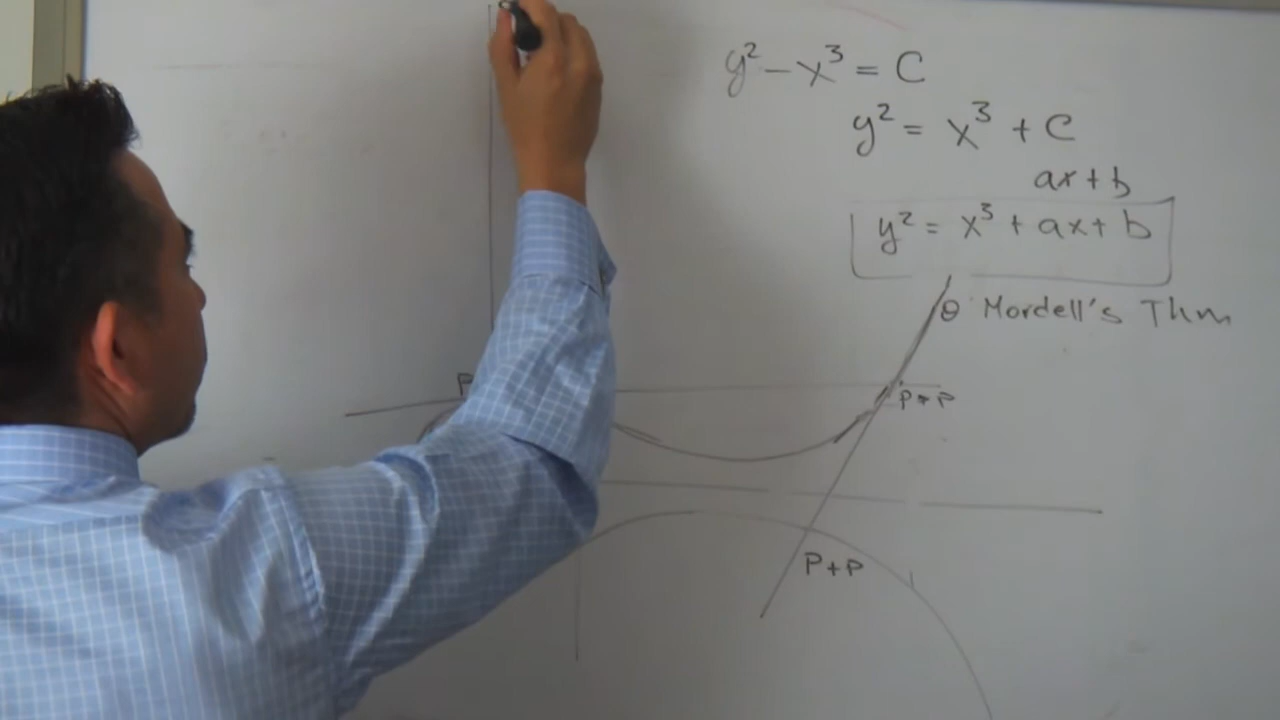 y² - x³ = C
y² = x³ + C
ax + b
y² = x³ + ax + b
Θ Mordell's Thm
P
P * P
P + P